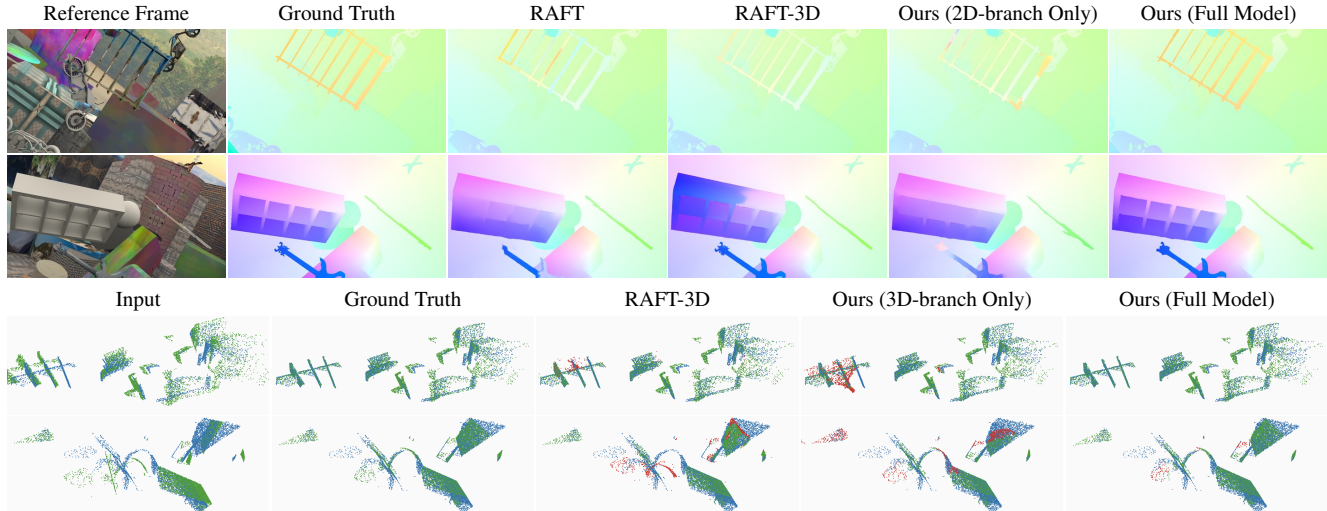 Reference Frame Ground Truth RAFT RAFT-3D Ours (2D-branch Only) Ours (Full Model)
Input Ground Truth RAFT-3D Ours (3D-branch Only) Ours (Full Model)